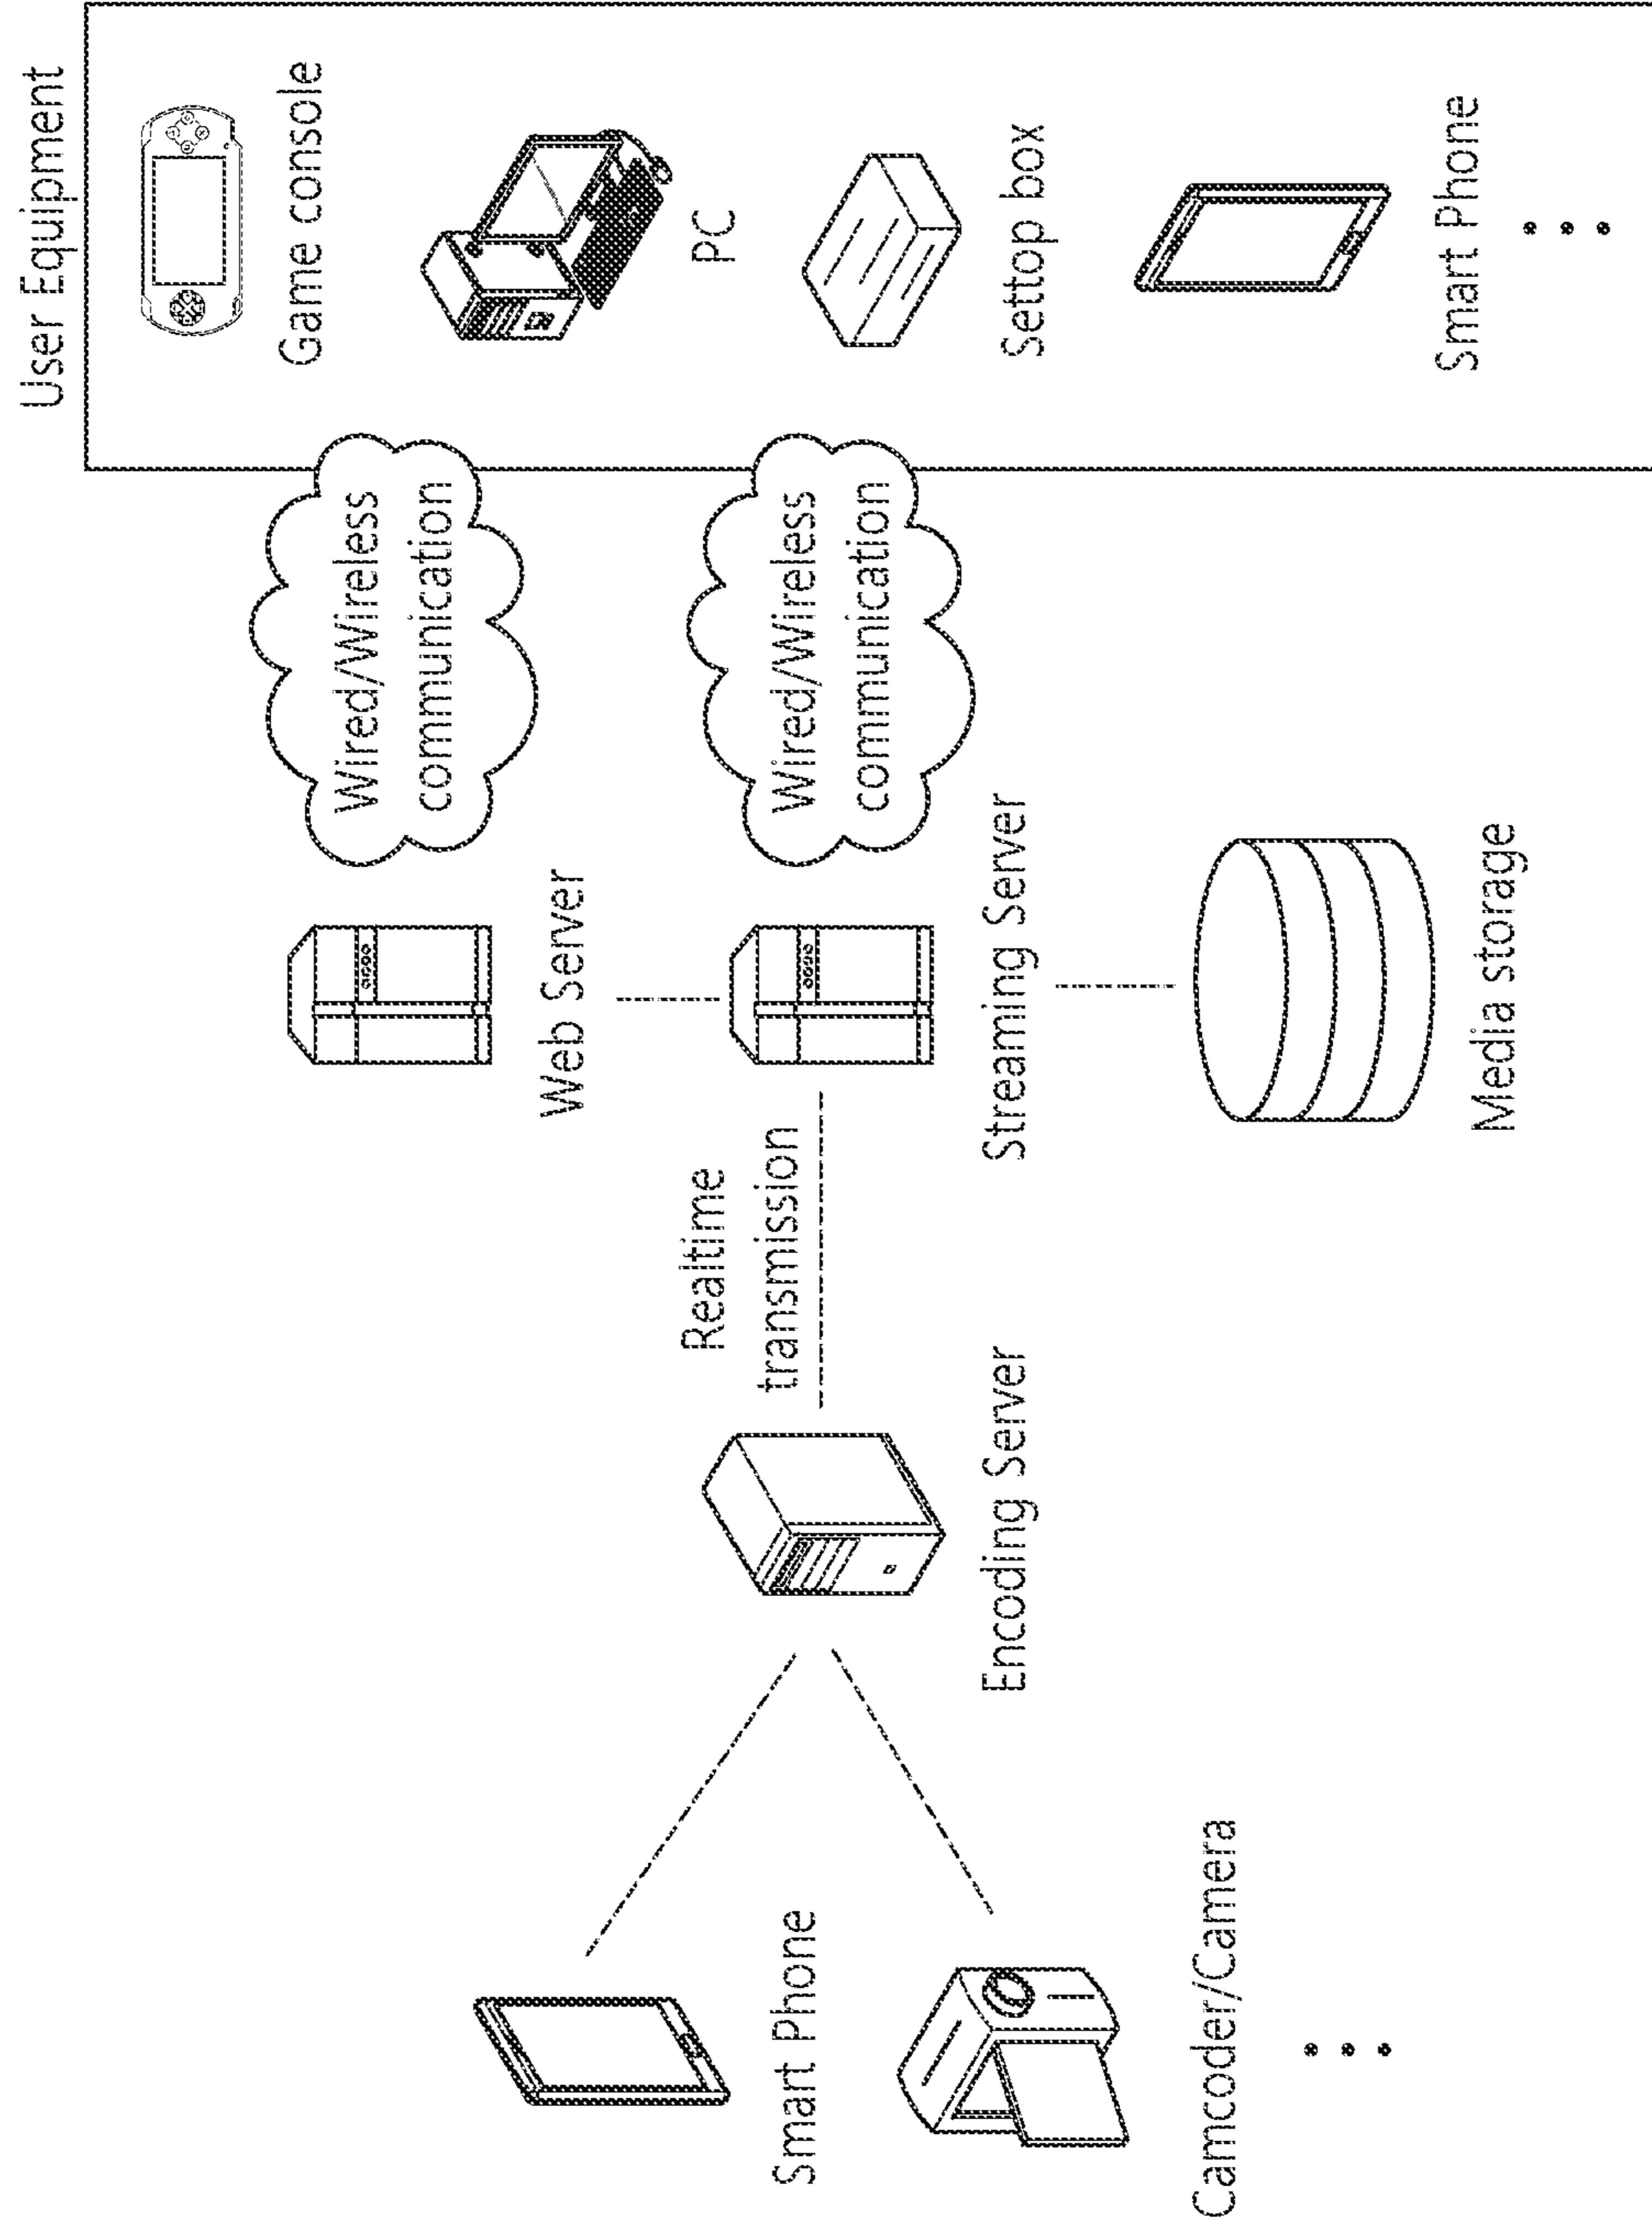 User Equipment
Game console
PC
Settop box
Smart Phone
Wired/Wireless
communication
Wired/Wireless
communication
Web Server
Streaming Server
Media storage
Realtime
transmission
Encoding Server
Smart Phone
Camcoder/Camera